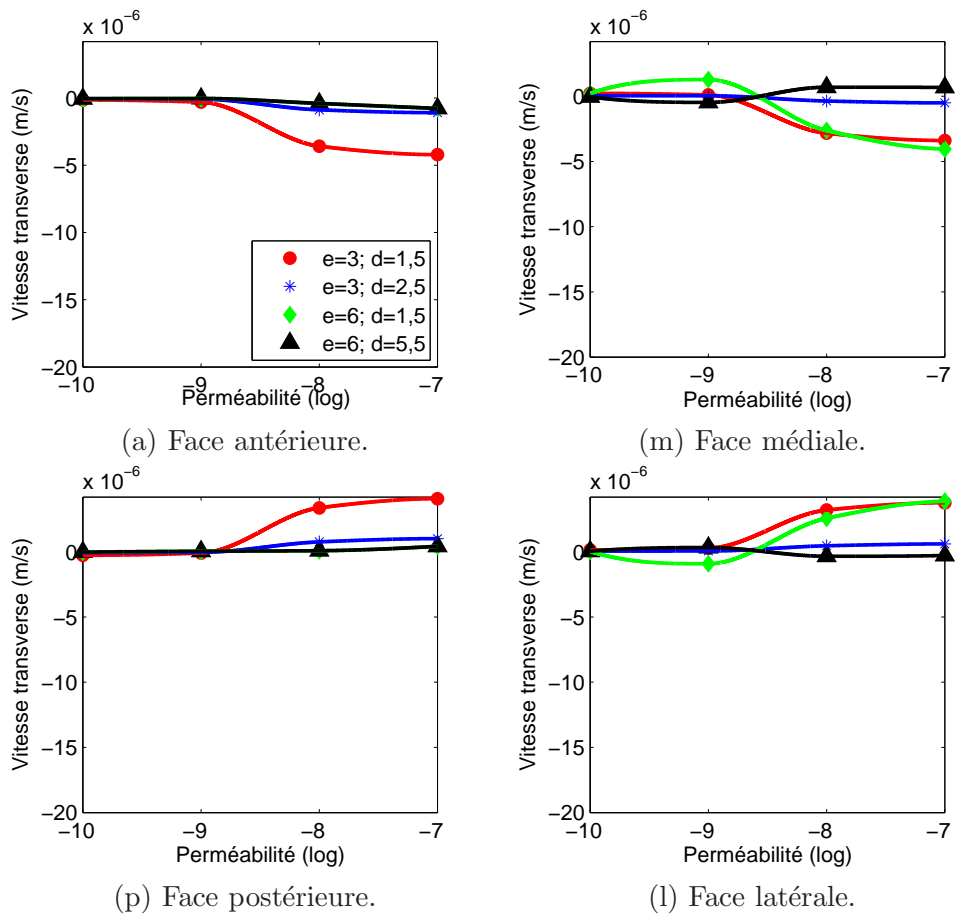 x 10⁻⁶
0
−5
−10
−15
−20
−10
−9
−8
−7
Vitesse transverse (m/s)
Perméabilité (log)
e=3; d=1,5
e=3; d=2,5
e=6; d=1,5
e=6; d=5,5
(a) Face antérieure.
x 10⁻⁶
0
−5
−10
−15
−20
−10
−9
−8
−7
Vitesse transverse (m/s)
Perméabilité (log)
(m) Face médiale.
x 10⁻⁶
0
−5
−10
−15
−20
−10
−9
−8
−7
Vitesse transverse (m/s)
Perméabilité (log)
(p) Face postérieure.
x 10⁻⁶
0
−5
−10
−15
−20
−10
−9
−8
−7
Vitesse transverse (m/s)
Perméabilité (log)
(l) Face latérale.